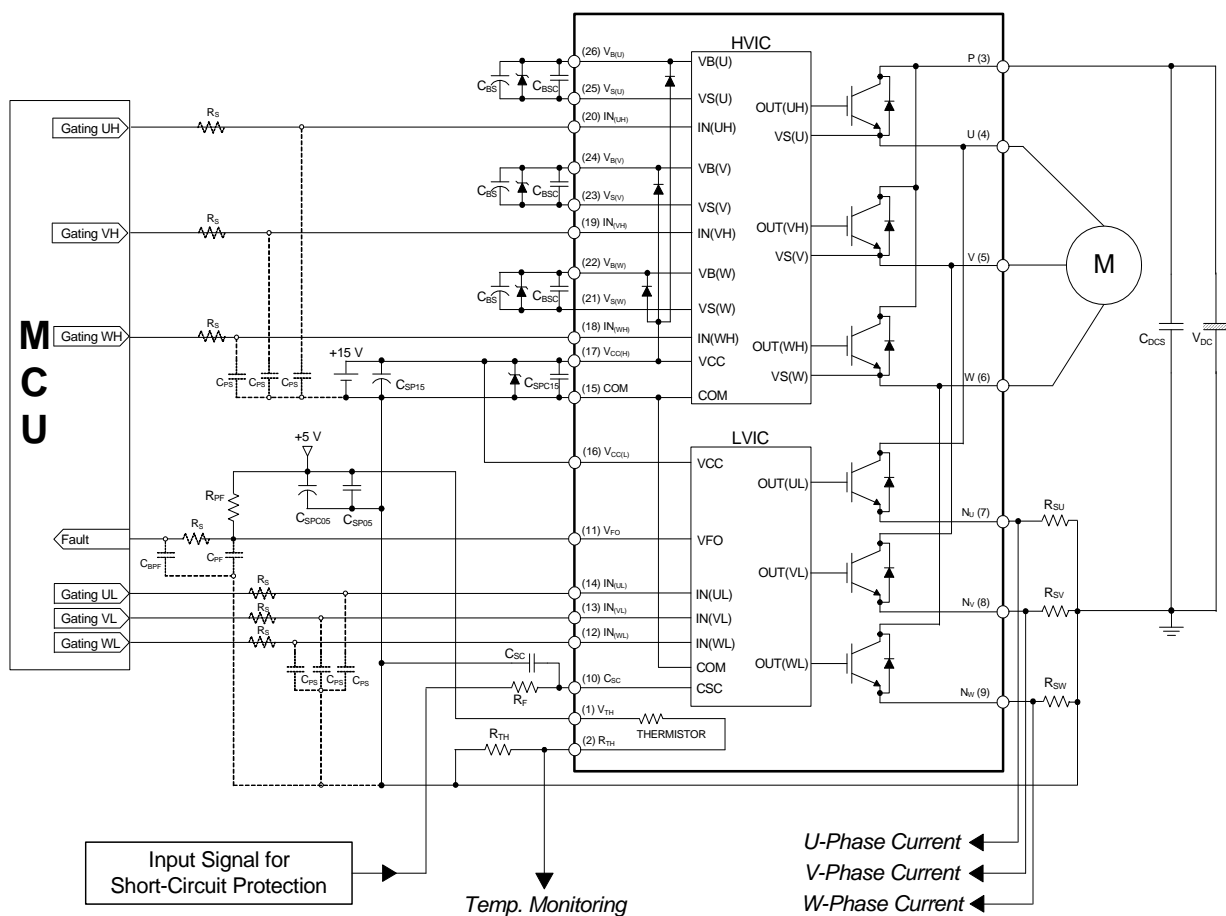 HVIC
(26) VB(U)
VB(U)
P (3)
CBS
CBSC
(25) VS(U)
VS(U)
OUT(UH)
RS
Gating UH
(20) IN(UH)
IN(UH)
VS(U)
U (4)
(24) VB(V)
VB(V)
CBS
CBSC
(23) VS(V)
VS(V)
RS
Gating VH
(19) IN(VH)
IN(VH)
OUT(VH)
VS(V)
V (5)
M
(22) VB(W)
VB(W)
CBS
CBSC
(21) VS(W)
VS(W)
RS
Gating WH
(18) IN(WH)
IN(WH)
OUT(WH)
CDCS
VDC
MCU
+15 V
(17) VCC(H)
VCC
VS(W)
W (6)
CPS
CPS
CPS
CSP15
CSPC15
(15) COM
COM
+5 V
LVIC
(16) VCC(L)
VCC
OUT(UL)
RPF
CSPC05
CSP05
NU (7)
RSU
RS
Fault
(11) VFO
VFO
CBPF
CPF
OUT(VL)
RS
Gating UL
(14) IN(UL)
IN(UL)
RS
Gating VL
(13) IN(VL)
IN(VL)
NV (8)
RSV
RS
Gating WL
(12) IN(WL)
IN(WL)
CSC
COM
OUT(WL)
CPS
CPS
CPS
RF
(10) CSC
CSC
NW (9)
RSW
(1) VTH
THERMISTOR
RTH
(2) RTH
Input Signal for
Short-Circuit Protection
Temp. Monitoring
U-Phase Current
V-Phase Current
W-Phase Current